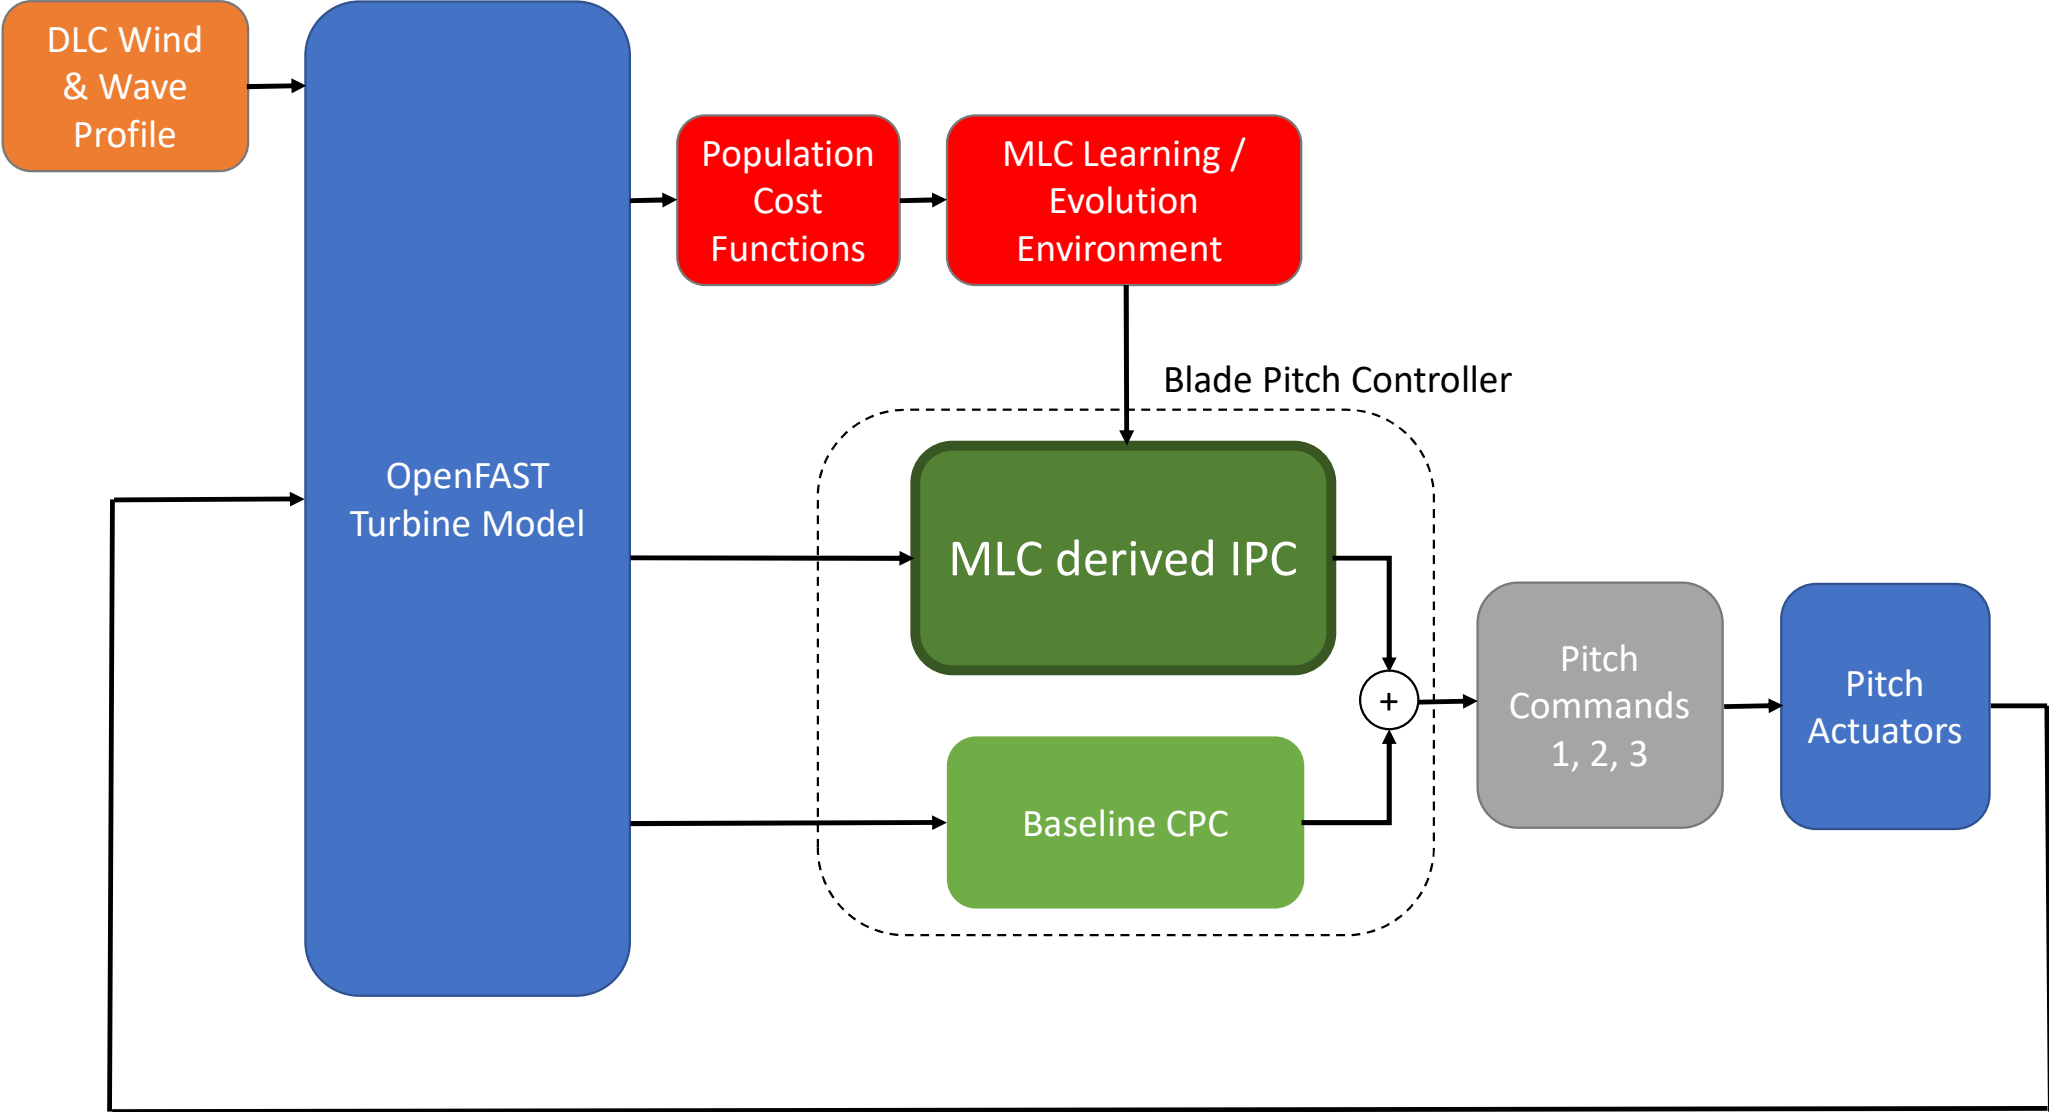 DLC Wind
& Wave
Profile
Population
Cost
Functions
MLC Learning /
Evolution
Environment
Blade Pitch Controller
OpenFAST
Turbine Model
MLC derived IPC
+
Pitch
Commands
1, 2, 3
Pitch
Actuators
Baseline CPC